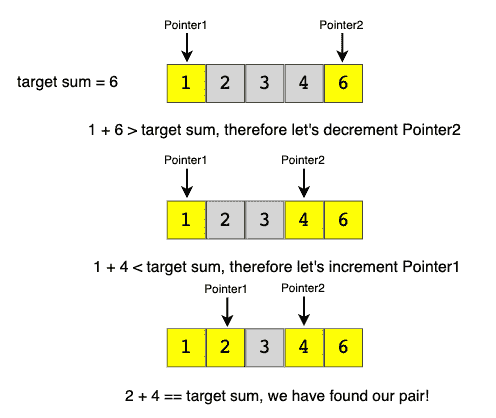 Pointer1 Pointer2
target sum = 6 1 2 3 4 6
1 + 6 > target sum, therefore let's decrement Pointer2
Pointer1 Pointer2
1 2 3 4 6
1 + 4 < target sum, therefore let's increment Pointer1
Pointer1 Pointer2
1 2 3 4 6
2 + 4 == target sum, we have found our pair!